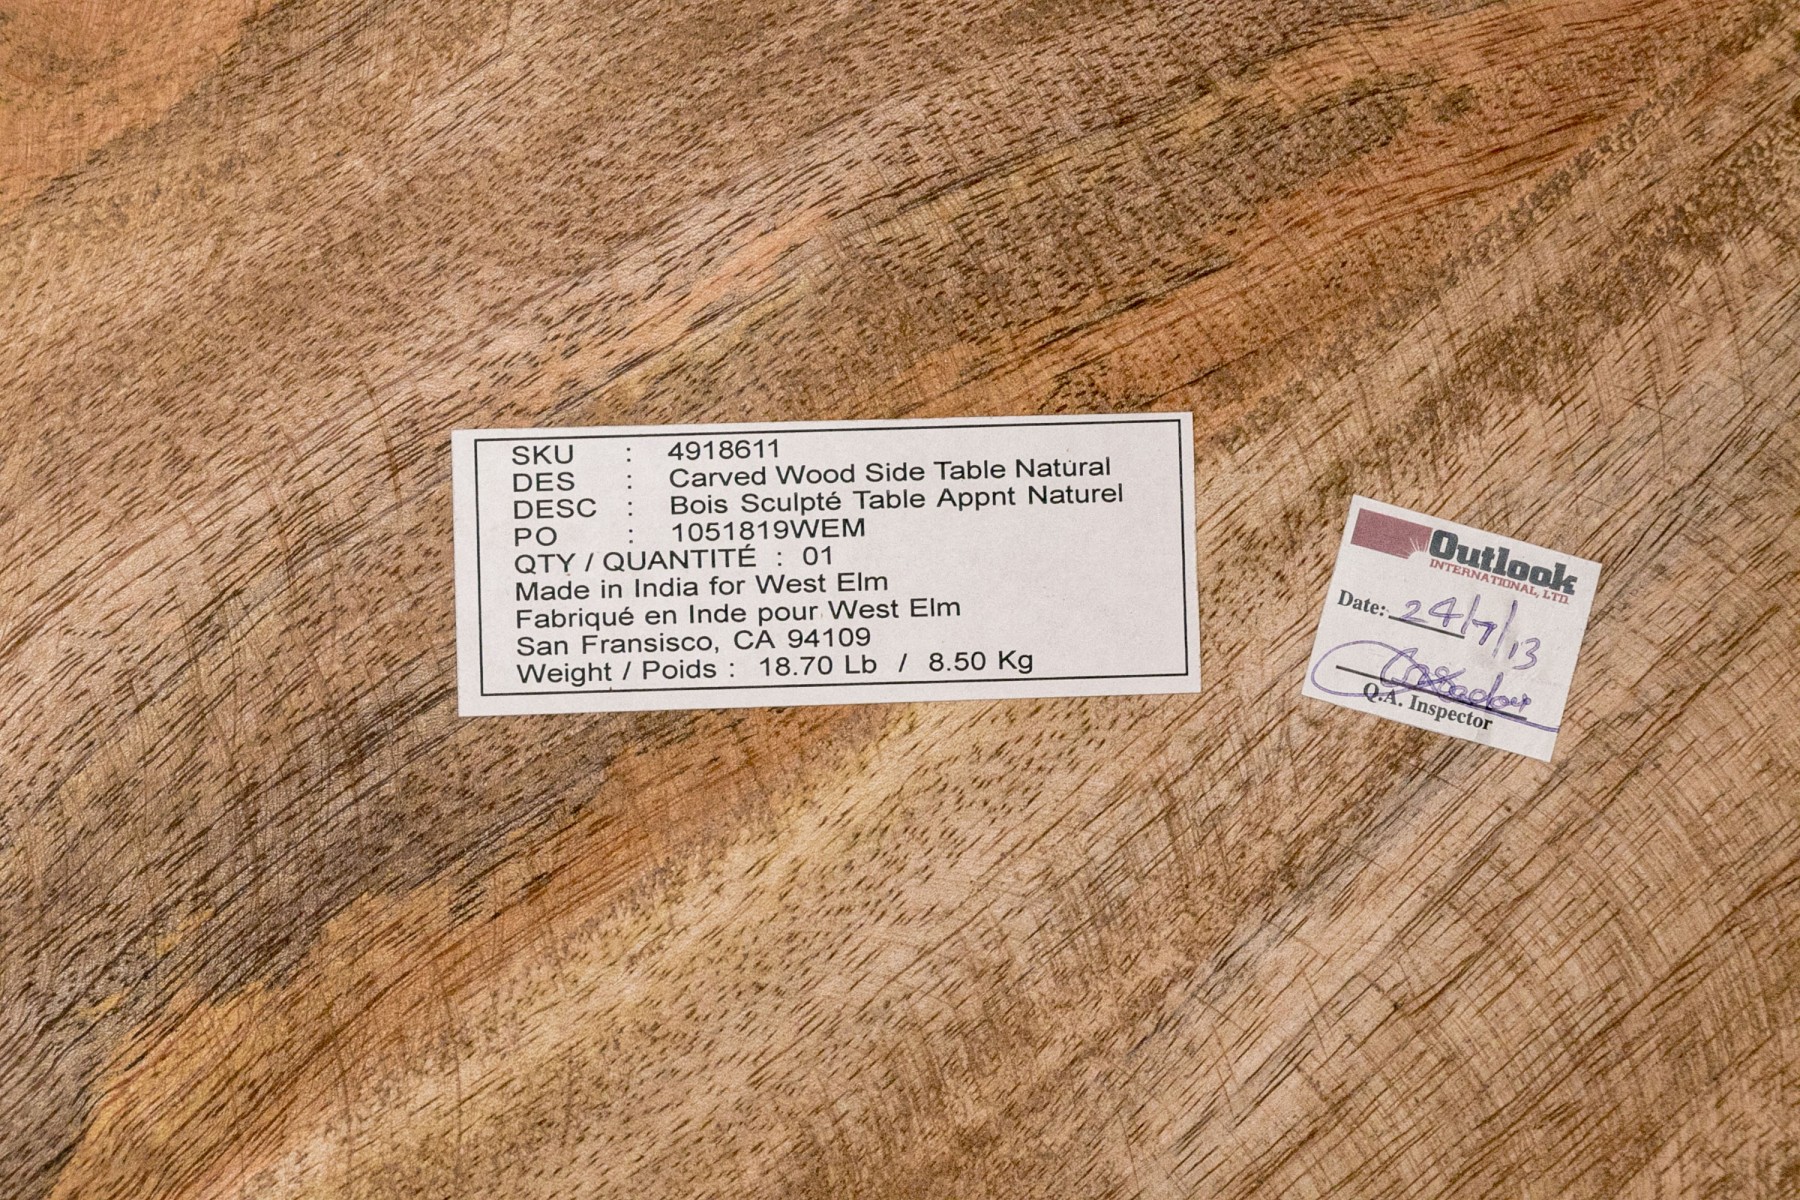 SKU : 4918611
DES : Carved Wood Side Table Natural
DESC : Bois Sculpté Table Appnt Naturel
PO : 1051819WEM
QTY / QUANTITÉ : 01
Made in India for West Elm
Fabriqué en Inde pour West Elm
San Fransisco, CA 94109
Weight / Poids : 18.70 Lb / 8.50 Kg
Outlook
INTERNATIONAL, LTD.
Date: 24/7/13
Q.A. Inspector